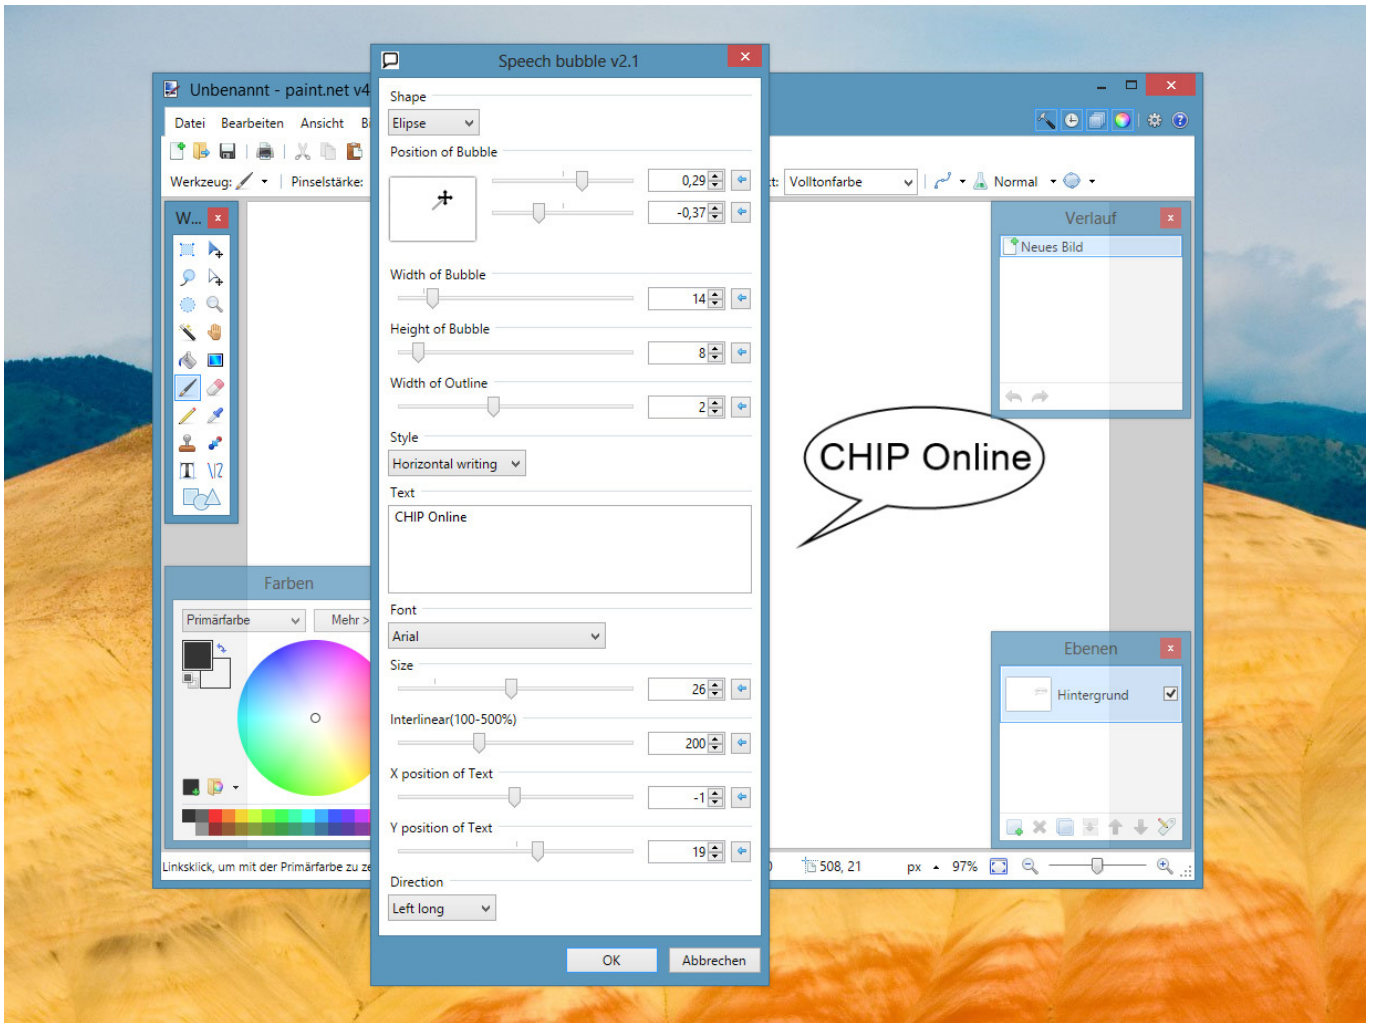 Speech bubble v2.1
Unbenannt - paint.net v4
Datei Bearbeiten Ansicht
Werkzeug: Pinselstärke:
Volltonfarbe Normal
W...
Shape
Elipse
Position of Bubble
0,29
-0,37
Width of Bubble
14
Height of Bubble
8
Width of Outline
2
Style
Horizontal writing
Text
CHIP Online
Font
Arial
Size
26
Interlinear(100-500%)
200
X position of Text
-1
Y position of Text
19
Direction
Left long
OK Abbrechen
CHIP Online
Verlauf
Neues Bild
Farben
Primärfarbe Mehr >
Ebenen
Hintergrund
Linksklick, um mit der Primärfarbe zu
508, 21 px 97%